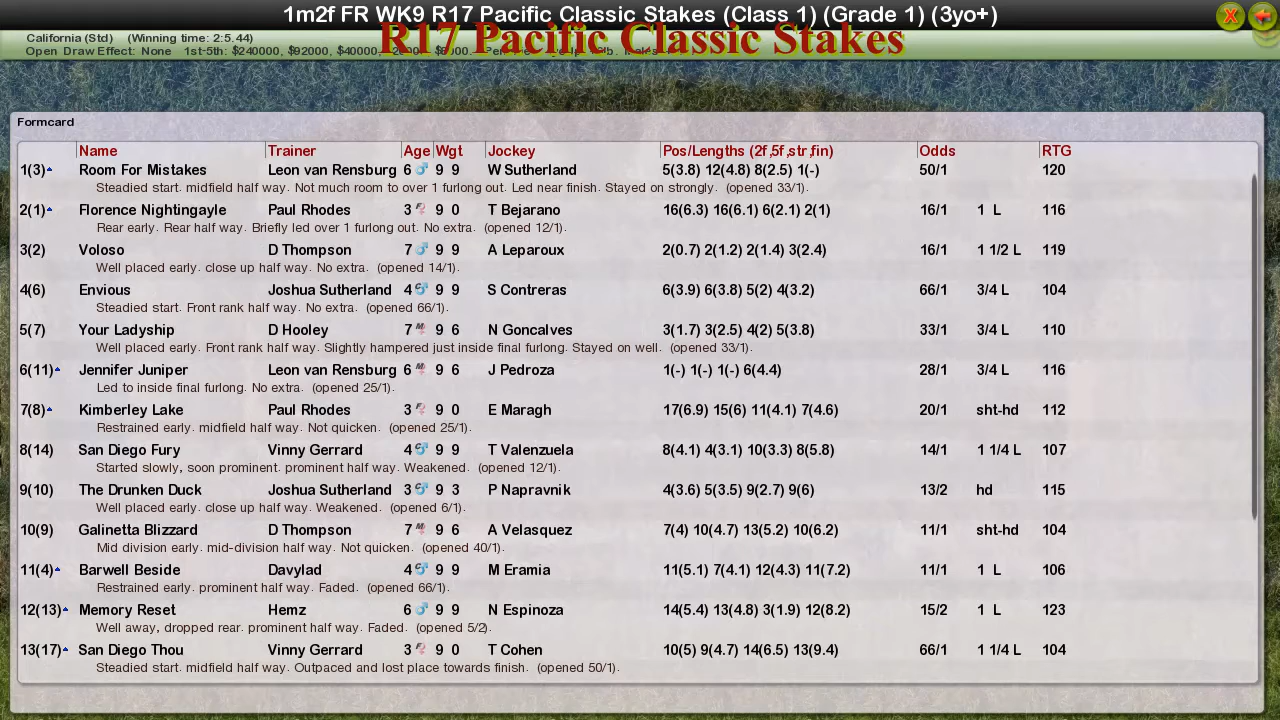 1m2f FR WK9 R17 Pacific Classic Stakes (Class 1) (Grade 1) (3yo+)
R17 Pacific Classic Stakes
California (Std) (Winning time: 2:5.44)
Open Draw Effect: None 1st-5th: $240000, $92000, $40000,
Formcard
Name Trainer Age Wgt Jockey Pos/Lengths (2f,5f,str,fin) Odds RTG
1(3) Room For Mistakes Leon van Rensburg 6 9 9 W Sutherland 5(3.8) 12(4.8) 8(2.5) 1(-) 50/1 120
Steadied start. midfield half way. Not much room to over 1 furlong out. Led near finish. Stayed on strongly. (opened 33/1).
2(1) Florence Nightingayle Paul Rhodes 3 9 0 T Bejarano 16(6.3) 16(6.1) 6(2.1) 2(1) 16/1 1 L 116
Rear early. Rear half way. Briefly led over 1 furlong out. No extra. (opened 12/1).
3(2) Voloso D Thompson 7 9 9 A Leparoux 2(0.7) 2(1.2) 2(1.4) 3(2.4) 16/1 1 1/2 L 119
Well placed early. close up half way. No extra. (opened 14/1).
4(6) Envious Joshua Sutherland 4 9 9 S Contreras 6(3.9) 6(3.8) 5(2) 4(3.2) 66/1 3/4 L 104
Steadied start. Front rank half way. No extra. (opened 66/1).
5(7) Your Ladyship D Hooley 7 9 6 N Goncalves 3(1.7) 3(2.5) 4(2) 5(3.8) 33/1 3/4 L 110
Well placed early. Front rank half way. Slightly hampered just inside final furlong. Stayed on well. (opened 33/1).
6(11) Jennifer Juniper Leon van Rensburg 6 9 6 J Pedroza 1(-) 1(-) 1(-) 6(4.4) 28/1 3/4 L 116
Led to inside final furlong. No extra. (opened 25/1).
7(8) Kimberley Lake Paul Rhodes 3 9 0 E Maragh 17(6.9) 15(6) 11(4.1) 7(4.6) 20/1 sht-hd 112
Restrained early. midfield half way. Not quicken. (opened 25/1).
8(14) San Diego Fury Vinny Gerrard 4 9 9 T Valenzuela 8(4.1) 4(3.1) 10(3.3) 8(5.8) 14/1 1 1/4 L 107
Started slowly, soon prominent. prominent half way. Weakened. (opened 12/1).
9(10) The Drunken Duck Joshua Sutherland 3 9 3 P Napravnik 4(3.6) 5(3.5) 9(2.7) 9(6) 13/2 hd 115
Well placed early. close up half way. Weakened. (opened 6/1).
10(9) Galinetta Blizzard D Thompson 7 9 6 A Velasquez 7(4) 10(4.7) 13(5.2) 10(6.2) 11/1 sht-hd 104
Mid division early. mid-division half way. Not quicken. (opened 40/1).
11(4) Barwell Beside Davylad 4 9 9 M Eramia 11(5.1) 7(4.1) 12(4.3) 11(7.2) 11/1 1 L 106
Restrained early. prominent half way. Faded. (opened 66/1).
12(13) Memory Reset Hemz 6 9 9 N Espinoza 14(5.4) 13(4.8) 3(1.9) 12(8.2) 15/2 1 L 123
Well away, dropped rear. prominent half way. Faded. (opened 5/2).
13(17) San Diego Thou Vinny Gerrard 3 9 0 T Cohen 10(5) 9(4.7) 14(6.5) 13(9.4) 66/1 1 1/4 L 104
Steadied start. midfield half way. Outpaced and lost place towards finish. (opened 50/1).